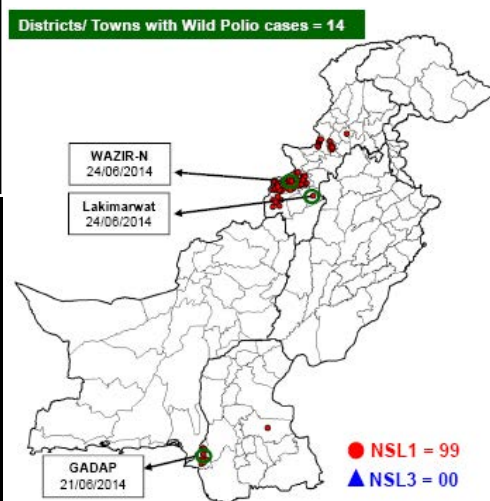 Districts/ Towns with Wild Polio cases = 14
WAZIR-N
24/06/2014
Lakimarwat
24/06/2014
GADAP
21/06/2014
NSL1 = 99
NSL3 = 00